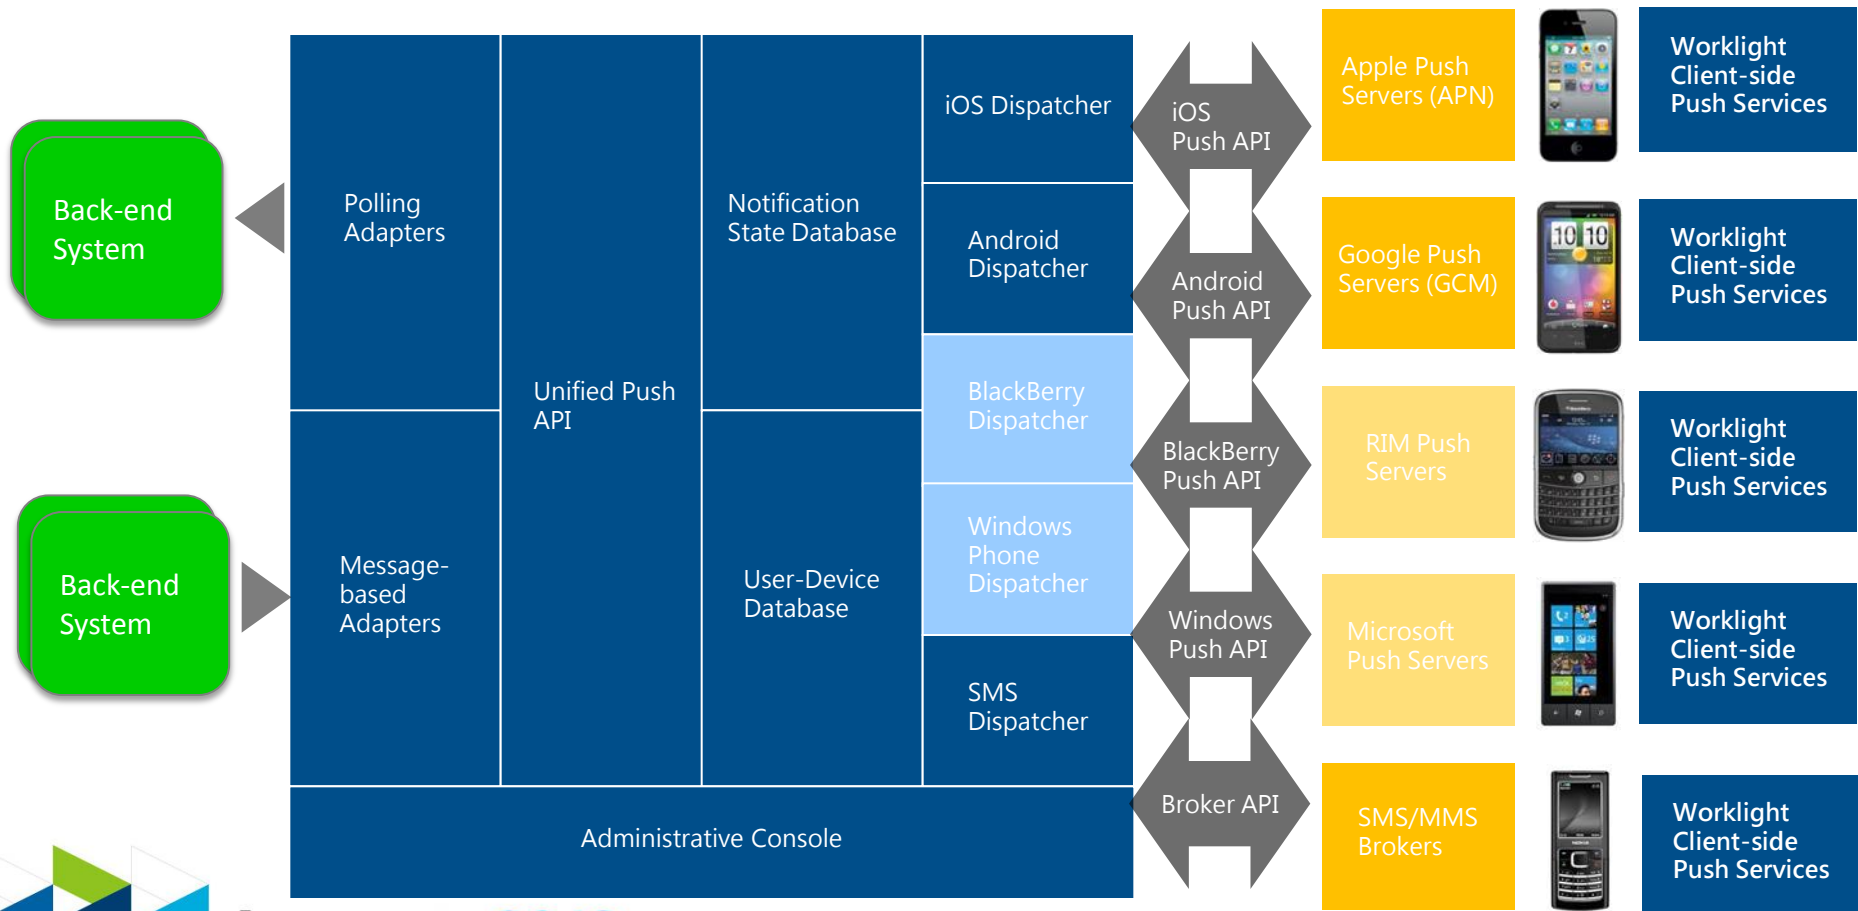 Back-end
System
Back-end
System
Polling
Adapters
Message-
based
Adapters
Unified Push
API
Notification
State Database
User-Device
Database
iOS Dispatcher
Android
Dispatcher
BlackBerry
Dispatcher
Windows
Phone
Dispatcher
SMS
Dispatcher
Administrative Console
iOS
Push API
Android
Push API
BlackBerry
Push API
Windows
Push API
Broker API
Apple Push
Servers (APN)
Google Push
Servers (GCM)
RIM Push
Servers
Microsoft
Push Servers
SMS/MMS
Brokers
10 10
Worklight
Client-side
Push Services
Worklight
Client-side
Push Services
Worklight
Client-side
Push Services
Worklight
Client-side
Push Services
Worklight
Client-side
Push Services